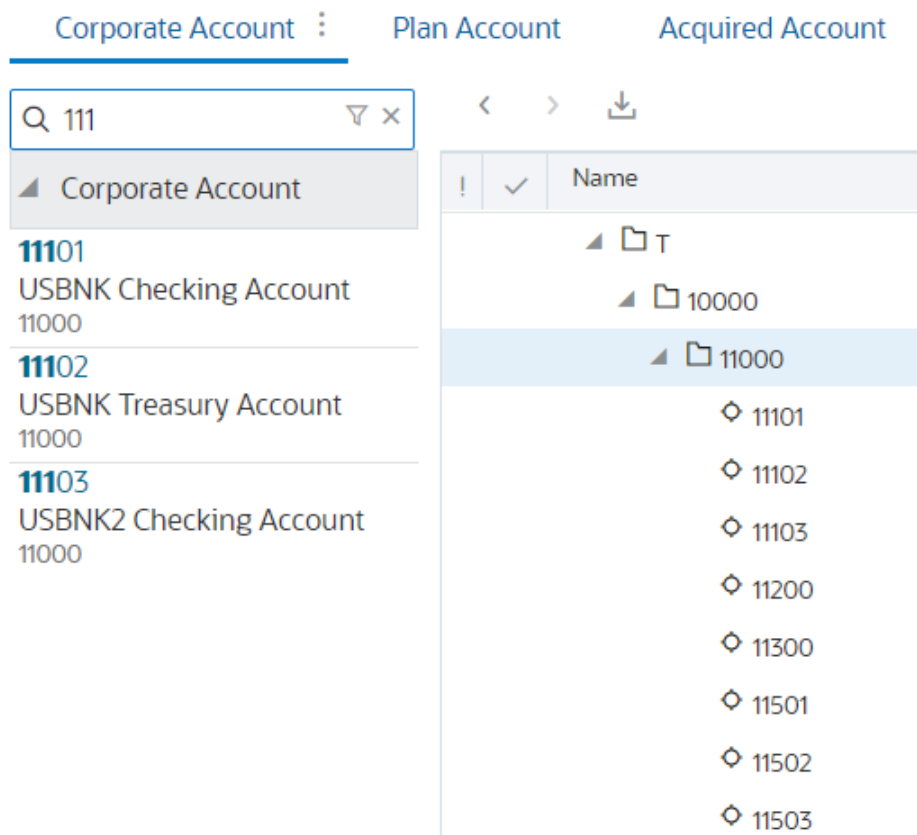 Corporate Account Plan Account Acquired Account
111
Corporate Account
11101
USBNK Checking Account
11000
11102
USBNK Treasury Account
11000
11103
USBNK2 Checking Account
11000
! Name
T
10000
11000
11101
11102
11103
11200
11300
11501
11502
11503